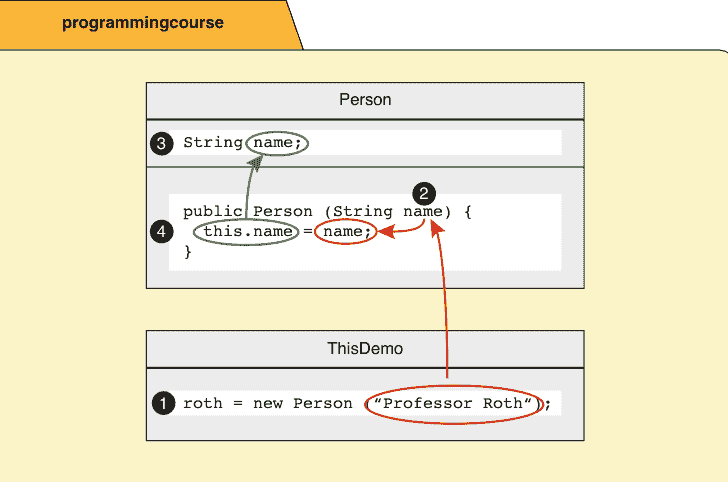 programmingcourse
Person
3 String name;
2
public Person (String name) {
4 this.name = name;
}
ThisDemo
1 roth = new Person (“Professor Roth“);